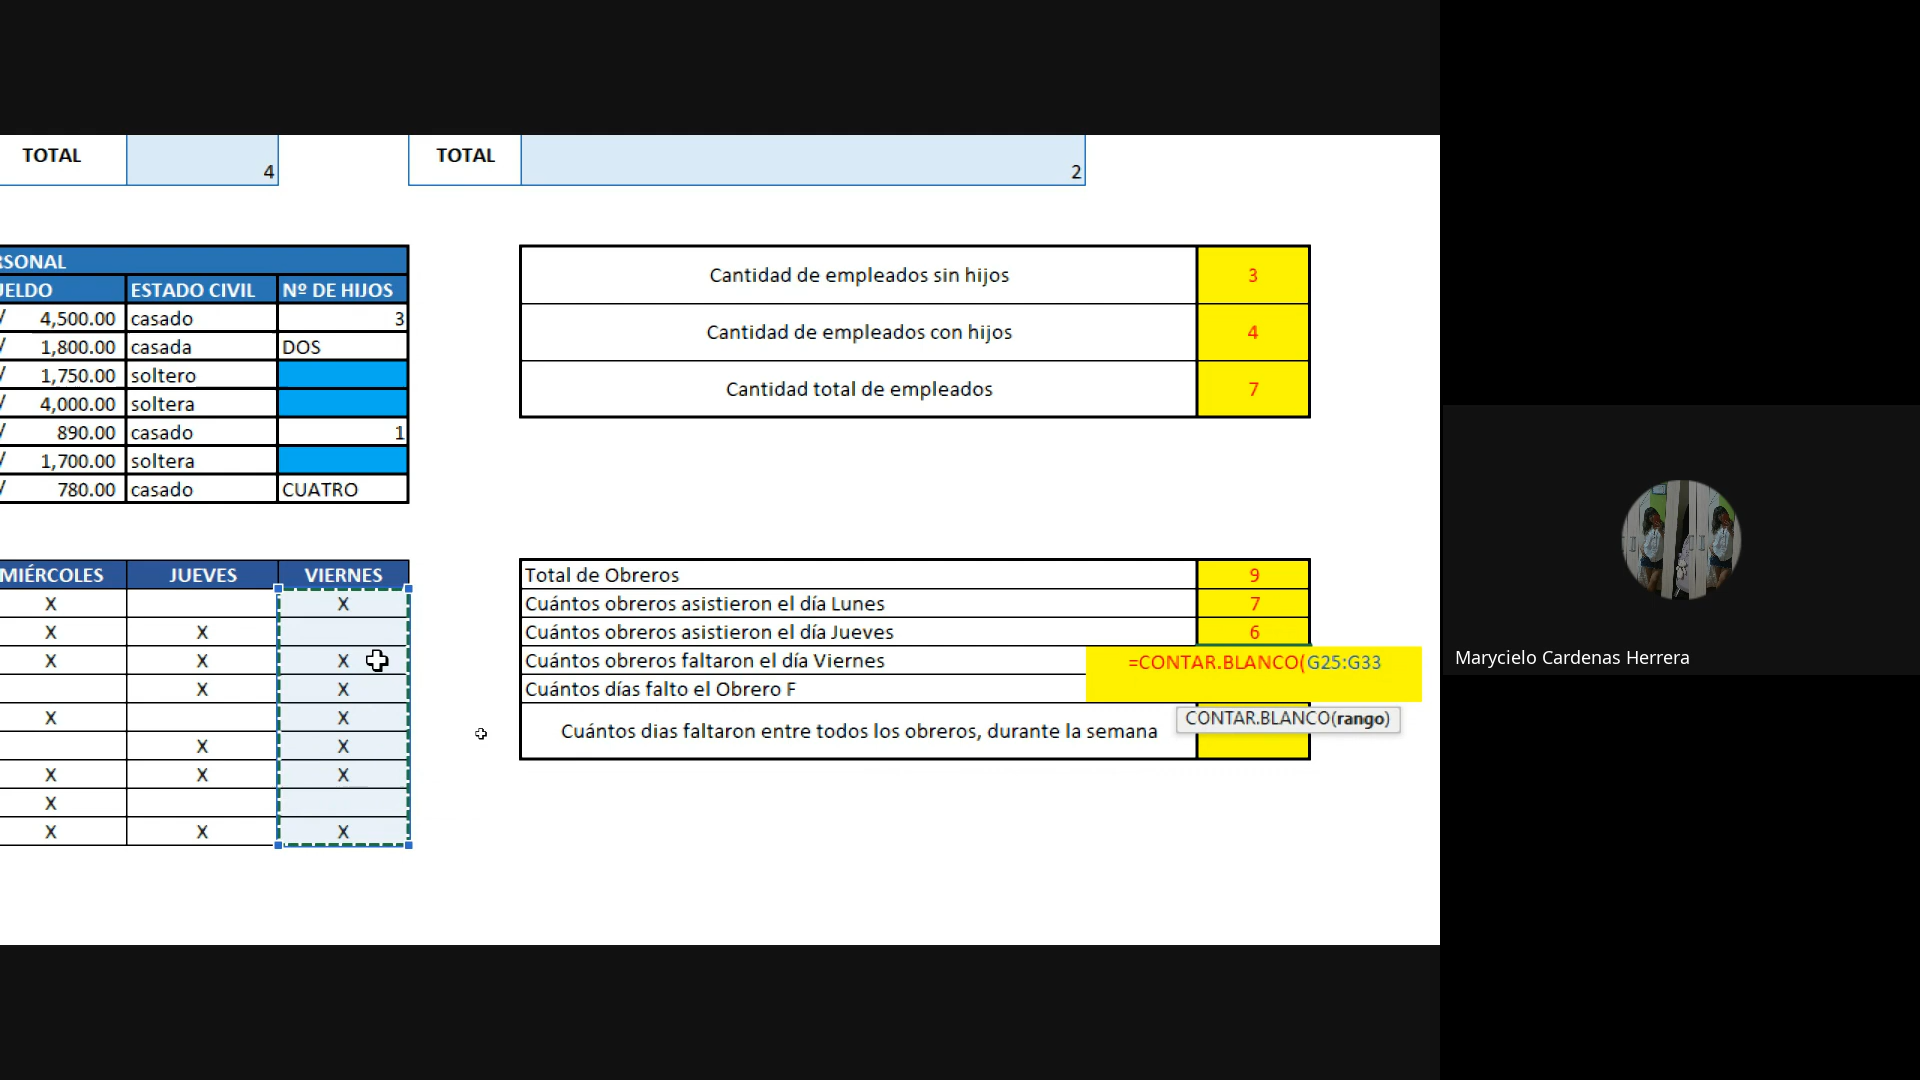 TOTAL 4 TOTAL 2
RSONAL
UELDO ESTADO CIVIL Nº DE HIJOS
/ 4,500.00 casado 3
/ 1,800.00 casada DOS
/ 1,750.00 soltero
/ 4,000.00 soltera
/ 890.00 casado 1
/ 1,700.00 soltera
/ 780.00 casado CUATRO
Cantidad de empleados sin hijos 3
Cantidad de empleados con hijos 4
Cantidad total de empleados 7
MIÉRCOLES JUEVES VIERNES
X X
X X
X X X
X X
X X
X X
X X X
X
X X X
Total de Obreros 9
Cuántos obreros asistieron el día Lunes 7
Cuántos obreros asistieron el día Jueves 6
Cuántos obreros faltaron el día Viernes =CONTAR.BLANCO(G25:G33
Cuántos días falto el Obrero F
CONTAR.BLANCO(rango)
Cuántos dias faltaron entre todos los obreros, durante la semana
Marycielo Cardenas Herrera